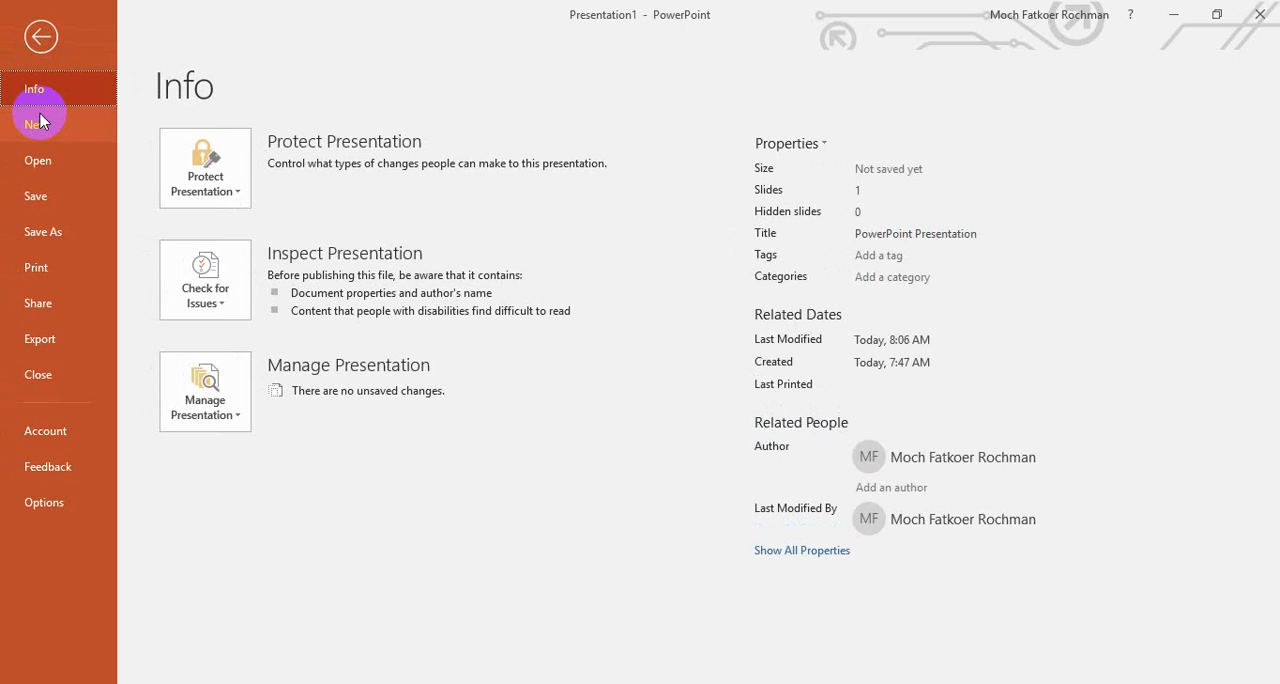 Presentation1 - PowerPoint
Moch Fatkoer Rochman
?
Info
New
Open
Save
Save As
Print
Share
Export
Close
Account
Feedback
Options
Info
Protect
Presentation
Protect Presentation
Control what types of changes people can make to this presentation.
Check for
Issues
Inspect Presentation
Before publishing this file, be aware that it contains:
Document properties and author's name
Content that people with disabilities find difficult to read
Manage
Presentation
Manage Presentation
There are no unsaved changes.
Properties
Size Not saved yet
Slides 1
Hidden slides 0
Title PowerPoint Presentation
Tags Add a tag
Categories Add a category
Related Dates
Last Modified Today, 8:06 AM
Created Today, 7:47 AM
Last Printed
Related People
Author MF Moch Fatkoer Rochman
Add an author
Last Modified By MF Moch Fatkoer Rochman
Show All Properties